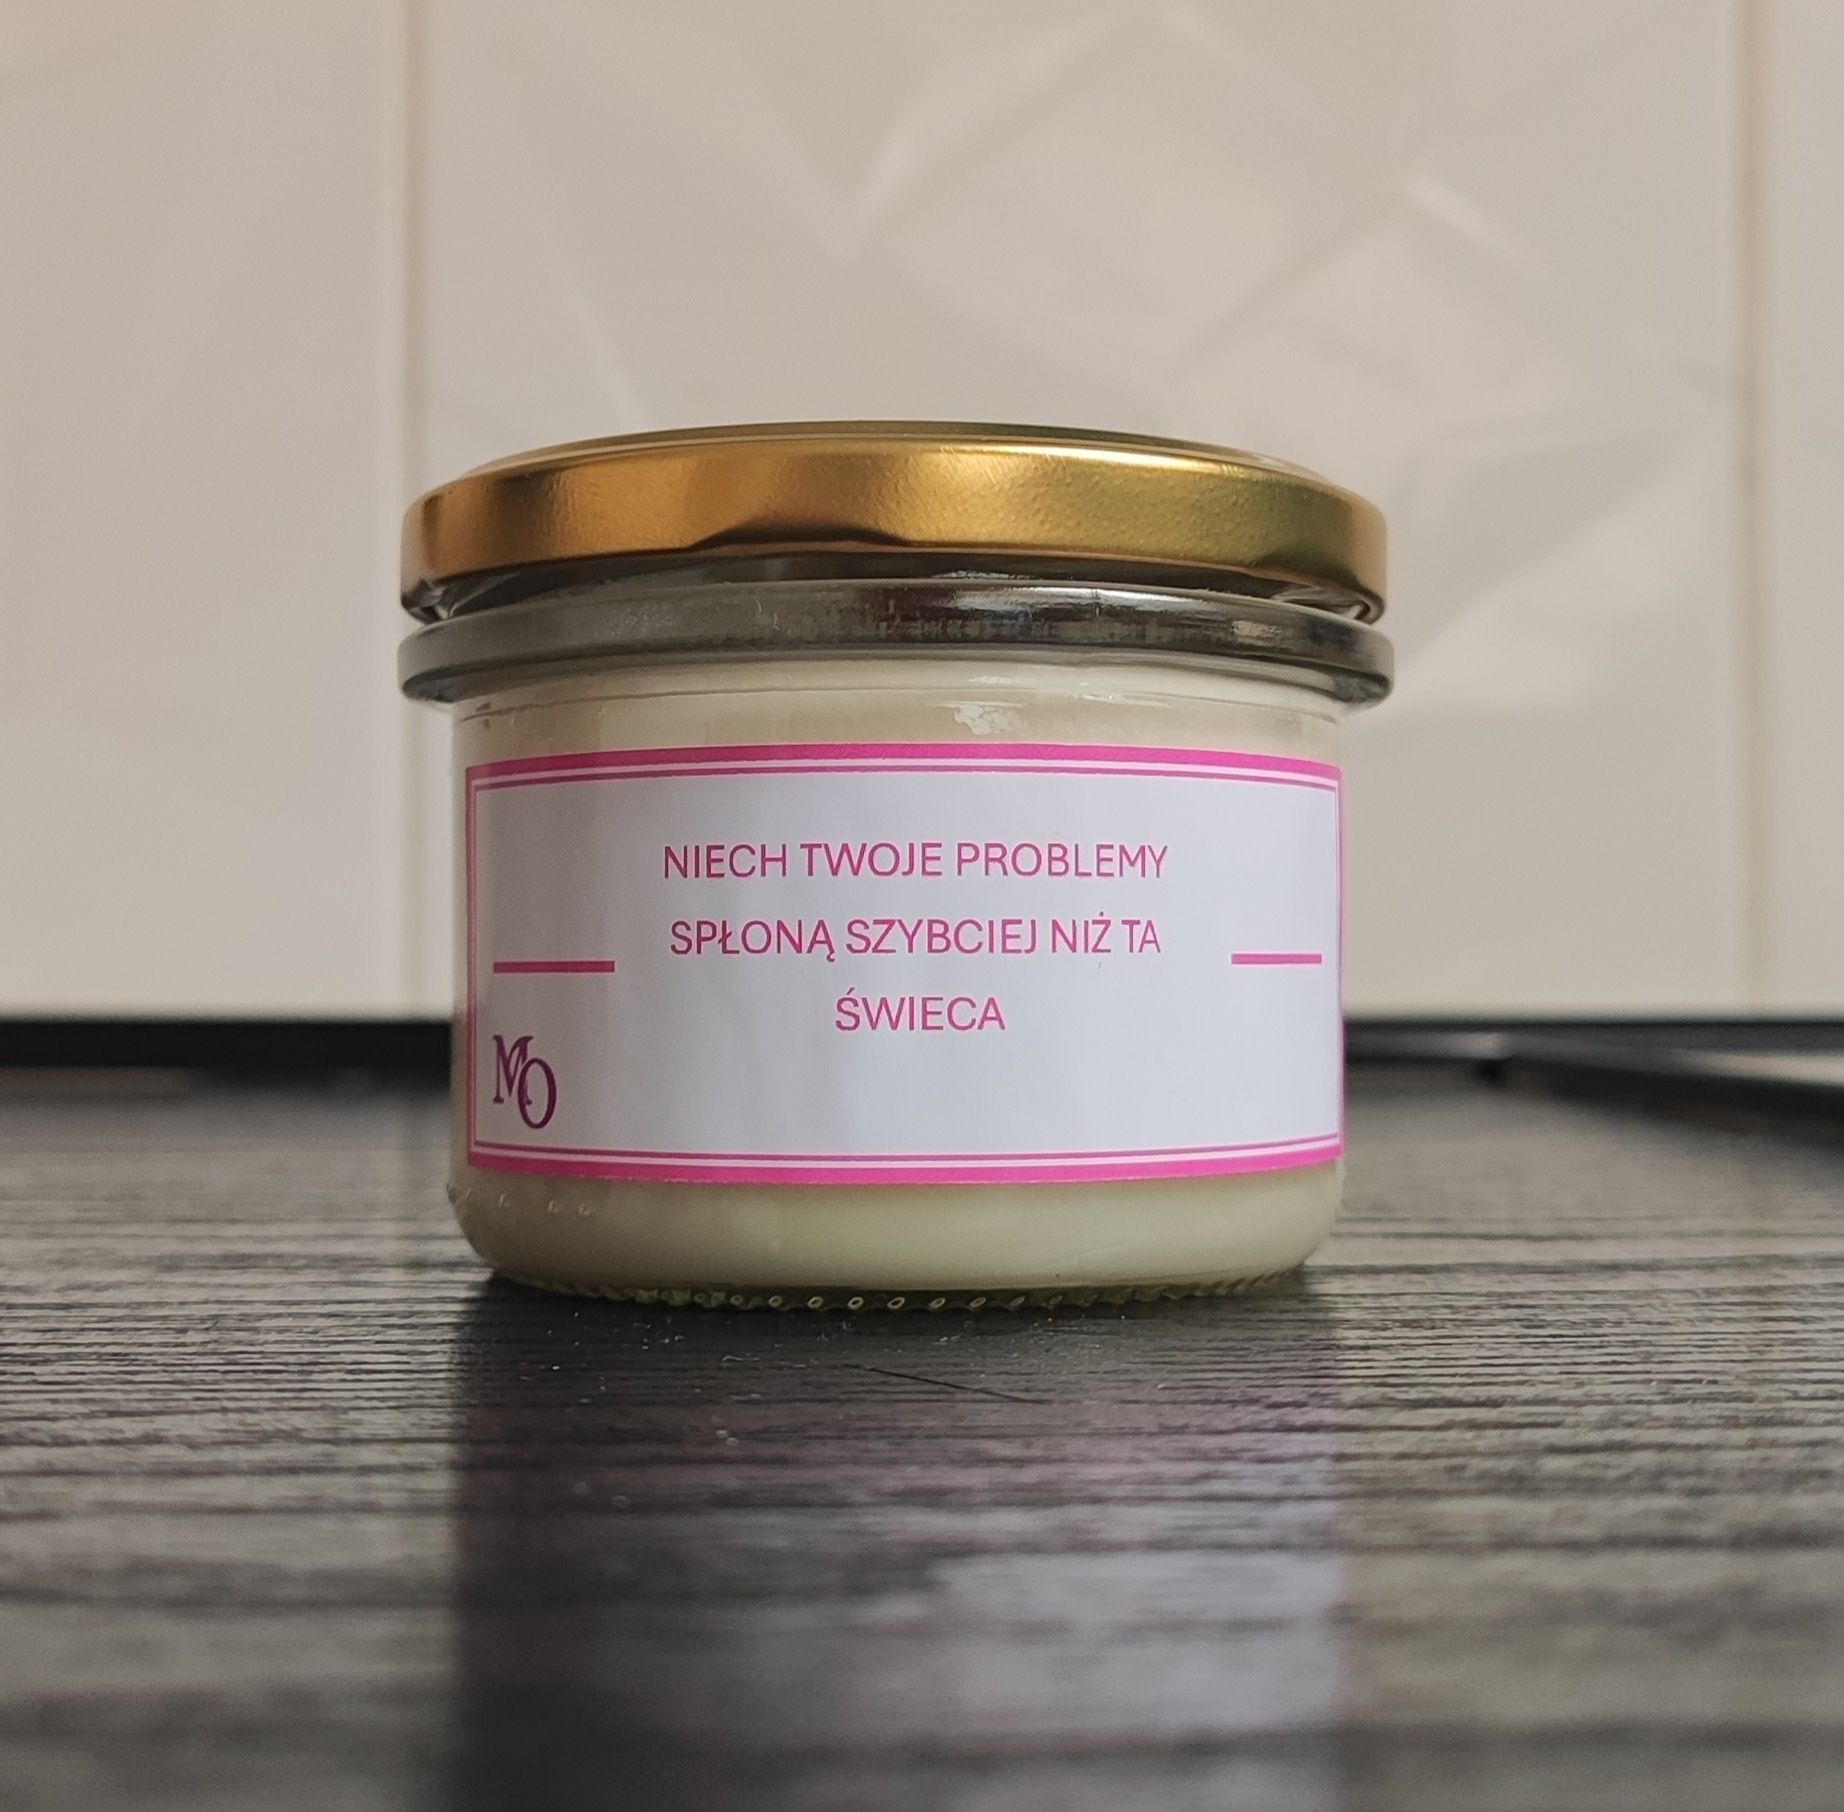 NIECH TWOJE PROBLEMY
SPŁONĄ SZYBCIEJ NIŻ TA
ŚWIECA
MO